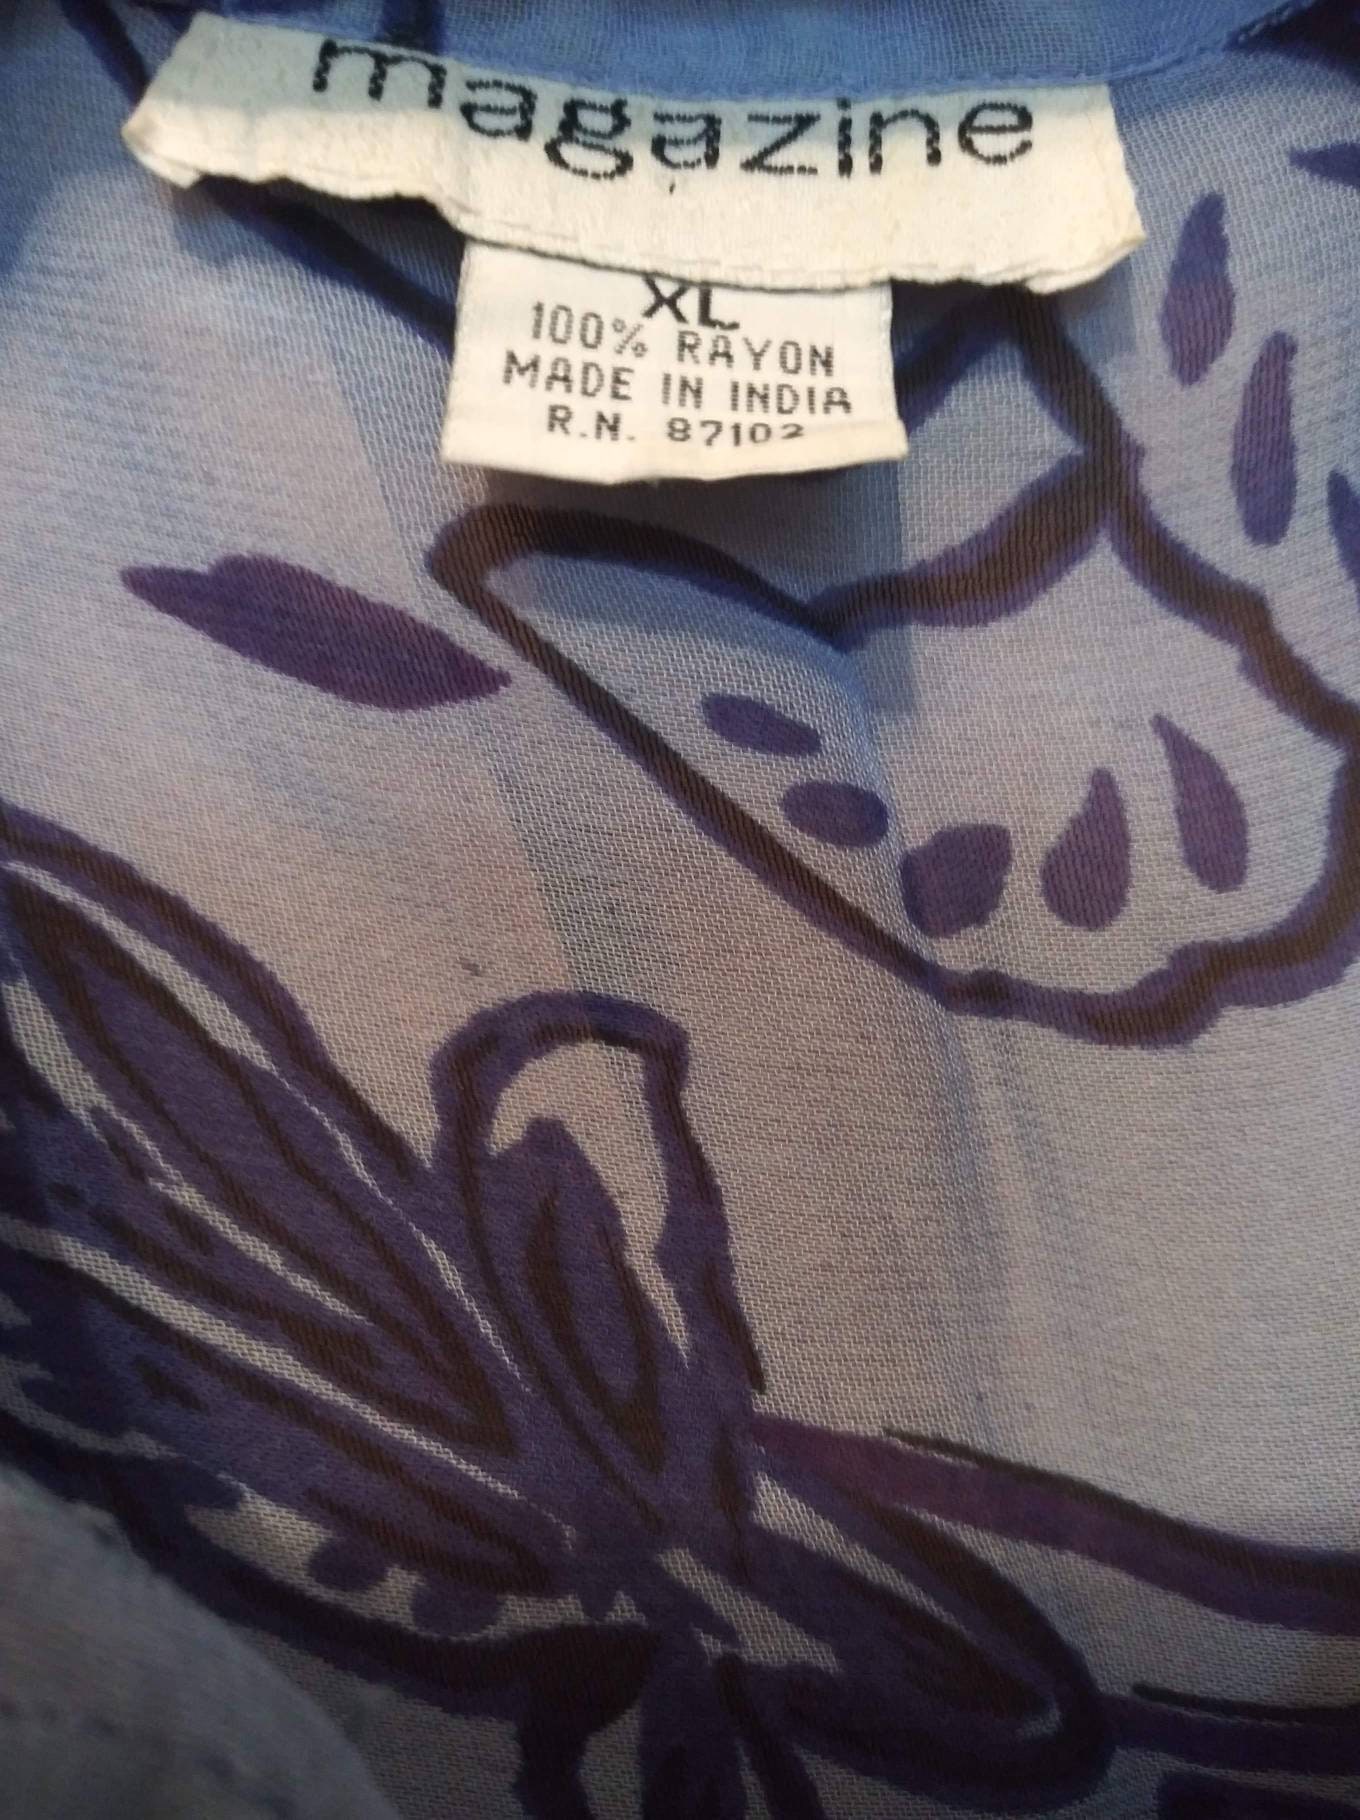 magazine
XL
100% RAYON
MADE IN INDIA
R.N. 87102